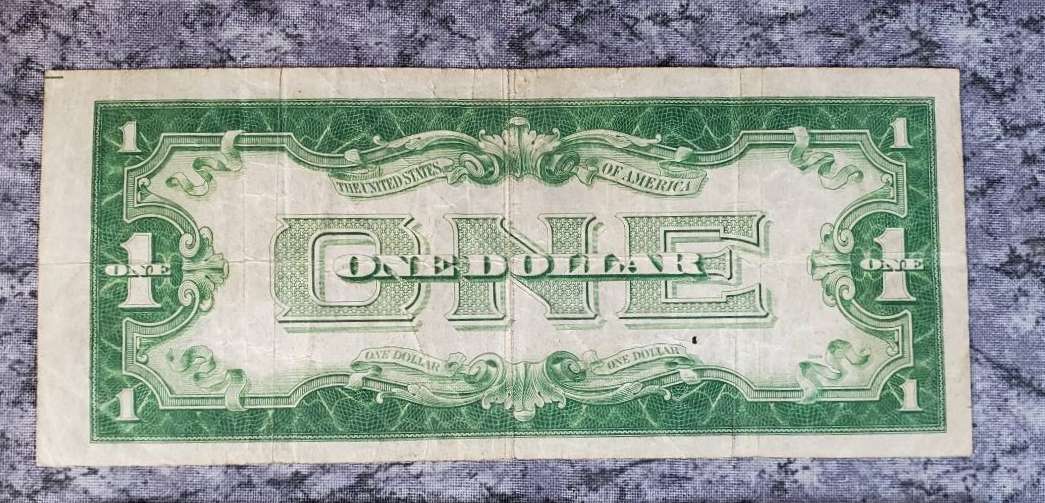 1 1
THE UNITED STATES OF AMERICA
ONE
1 ONE ONE DOLLAR 1 ONE
ONE DOLLAR ONE DOLLAR
1 1